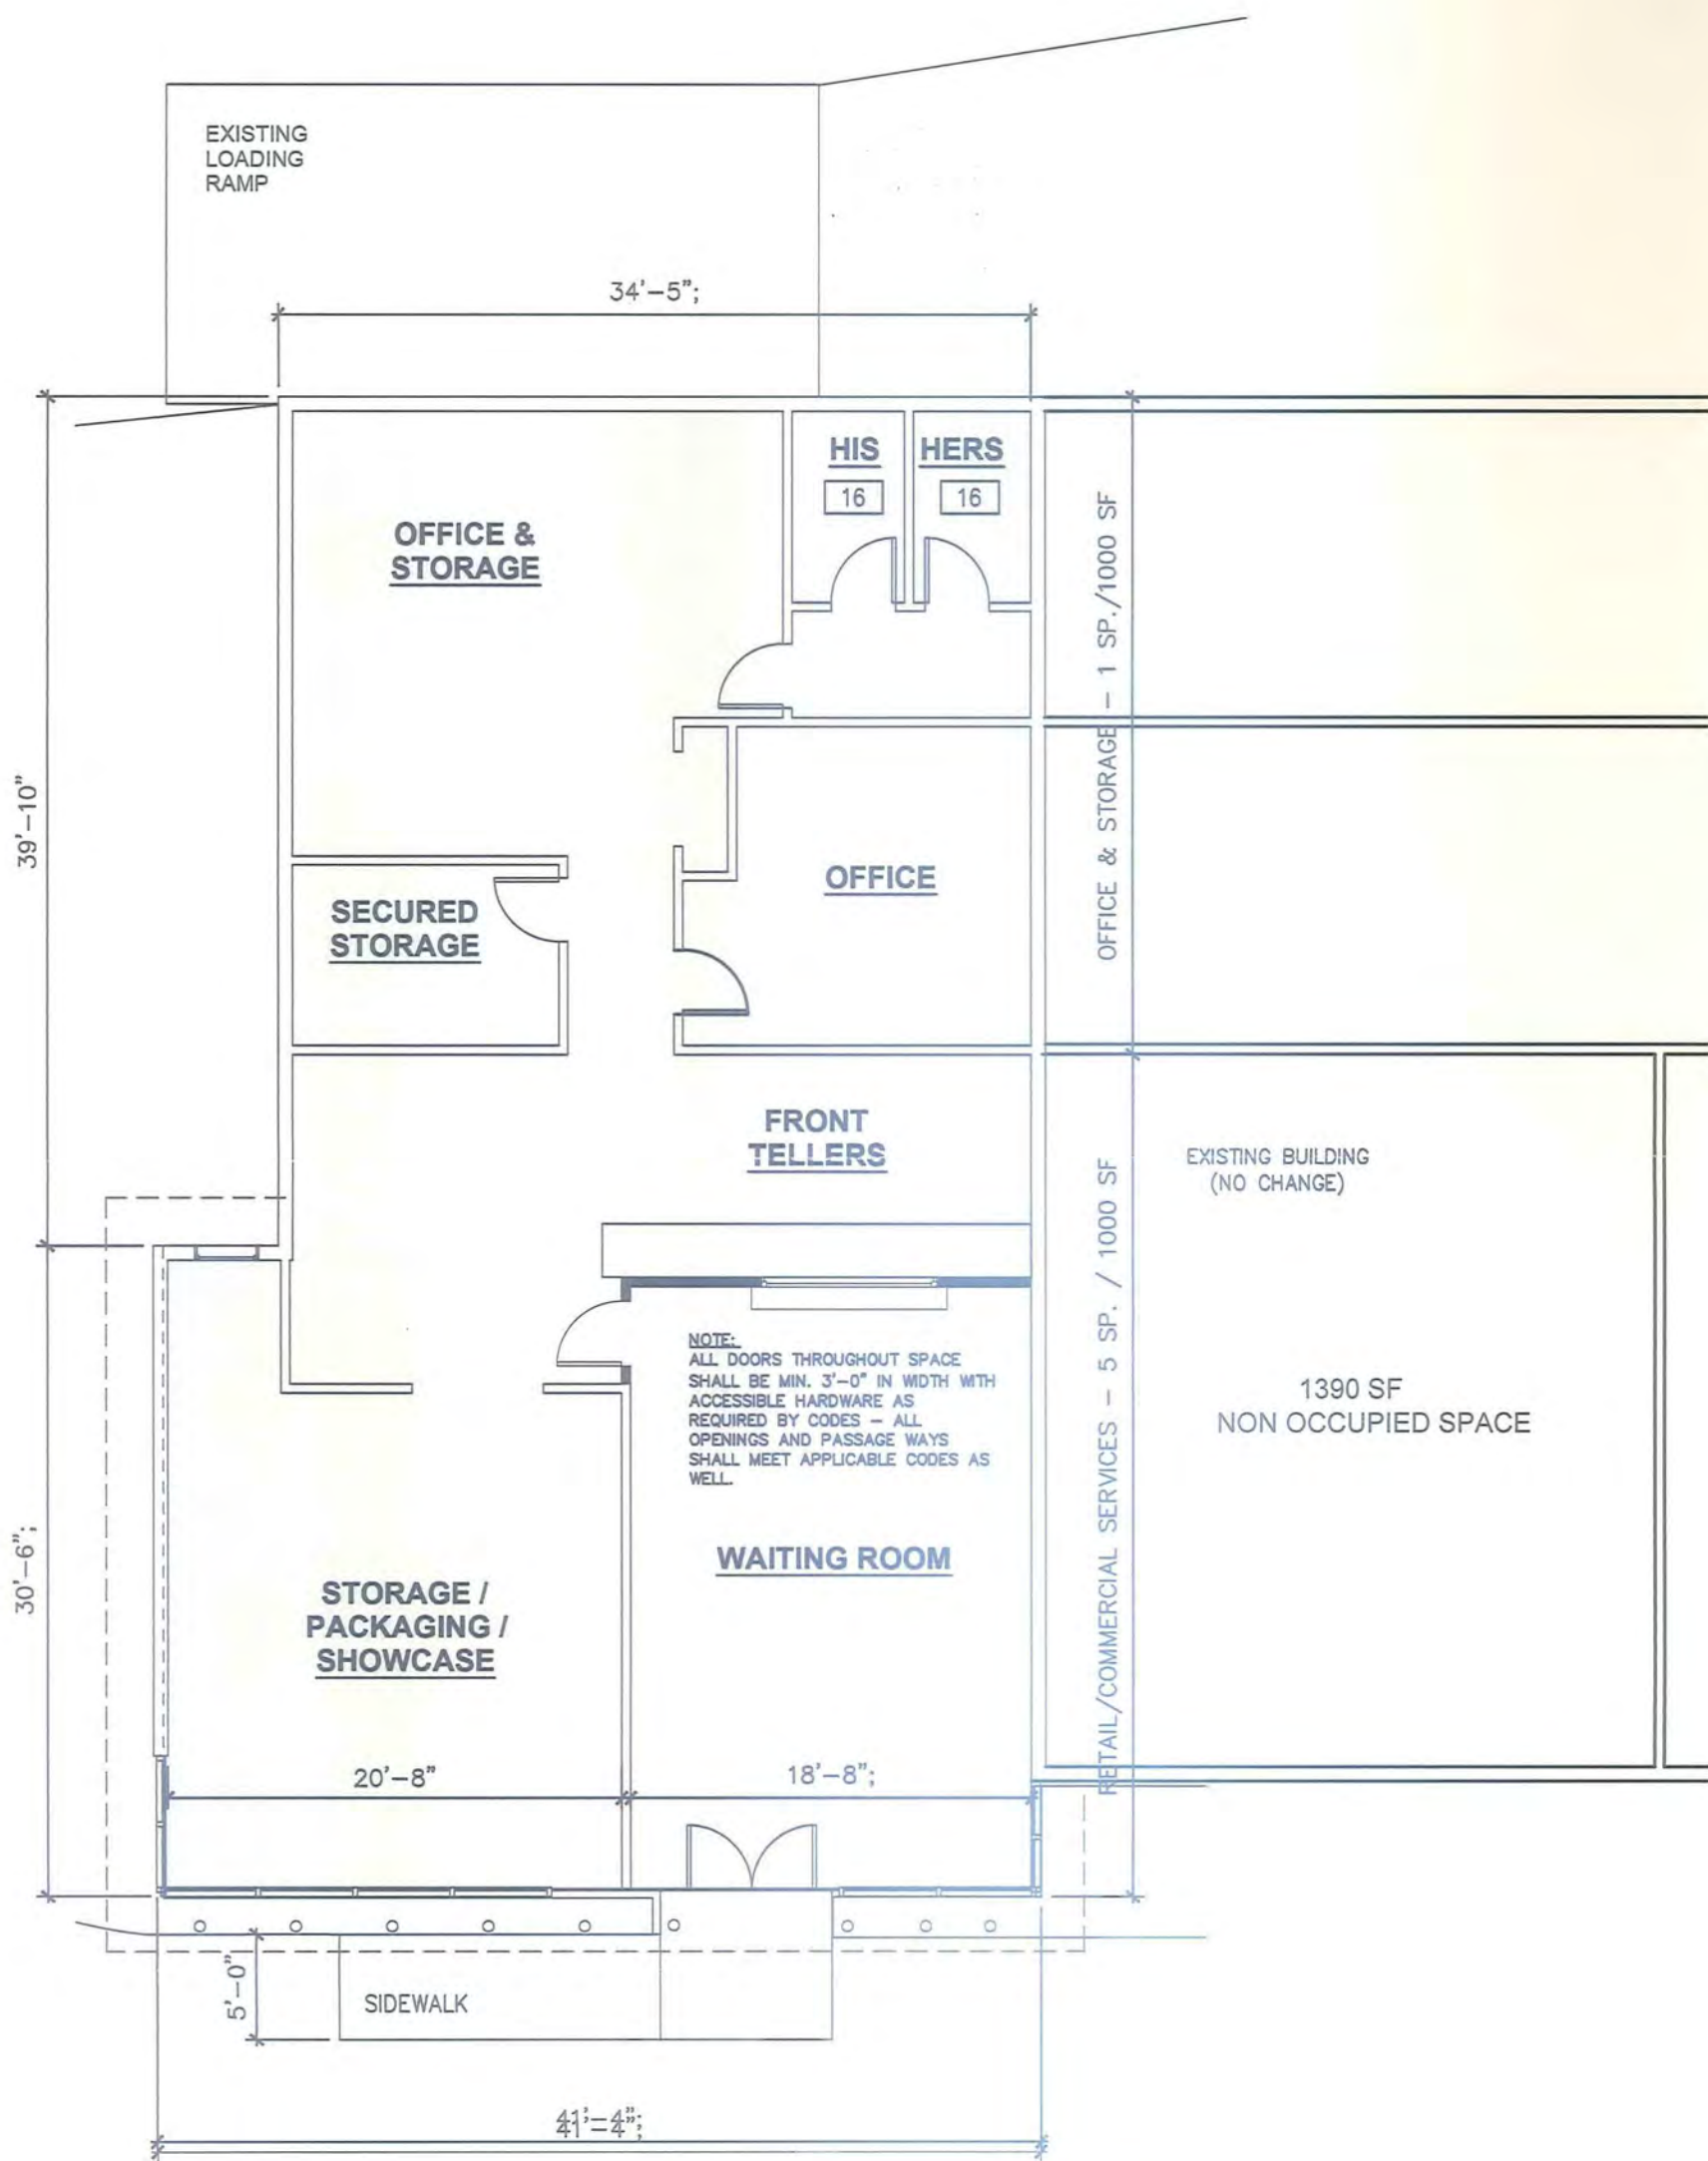 EXISTING
LOADING
RAMP
34'-5";
HIS
HERS
16
16
OFFICE &
STORAGE
OFFICE & STORAGE - 1 SP./1000 SF
39'-10"
OFFICE
SECURED
STORAGE
FRONT
TELLERS
EXISTING BUILDING
(NO CHANGE)
RETAIL/COMMERCIAL SERVICES - 5 SP. / 1000 SF
NOTE:
ALL DOORS THROUGHOUT SPACE
SHALL BE MIN. 3'-0" IN WIDTH WITH
ACCESSIBLE HARDWARE AS
REQUIRED BY CODES - ALL
OPENINGS AND PASSAGE WAYS
SHALL MEET APPLICABLE CODES AS
WELL.
1390 SF
NON OCCUPIED SPACE
30'-6";
WAITING ROOM
STORAGE /
PACKAGING /
SHOWCASE
20'-8"
18'-8";
5'-0"
SIDEWALK
41'-4";